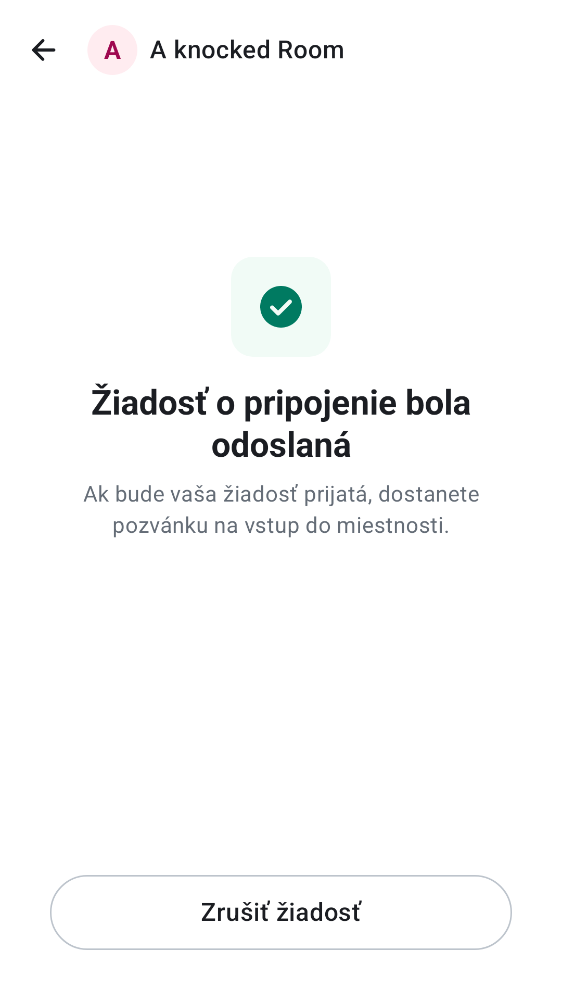 A
A knocked Room
Žiadosť o pripojenie bola
odoslaná
Ak bude vaša žiadosť prijatá, dostanete
pozvánku na vstup do miestnosti.
Zrušiť žiadosť